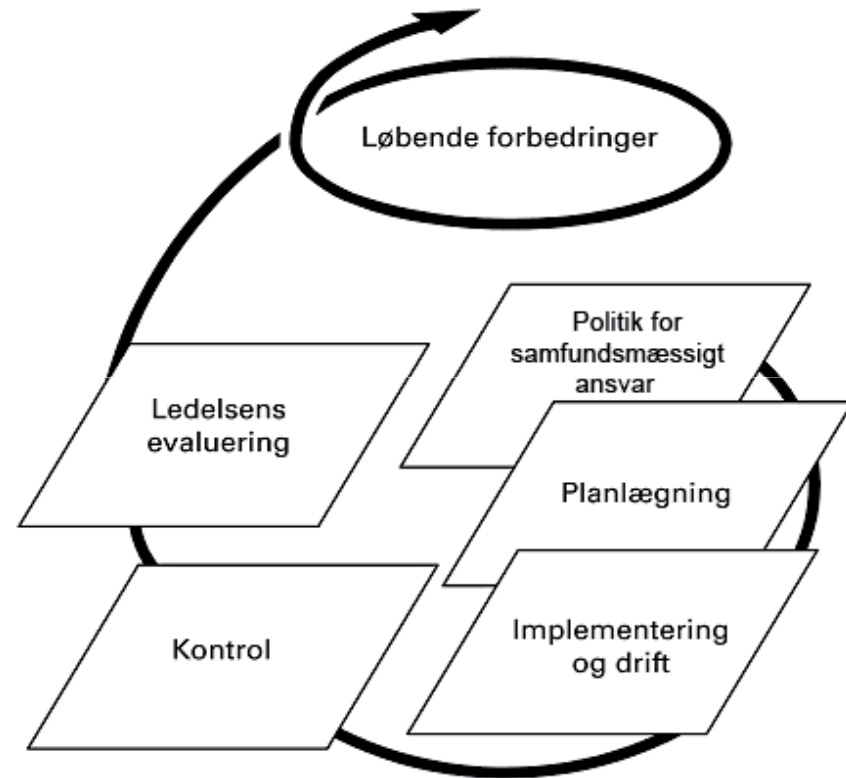 Løbende forbedringer
Politik for
samfundsmæssigt
ansvar
Ledelsens
evaluering
Planlægning
Implementering
og drift
Kontrol